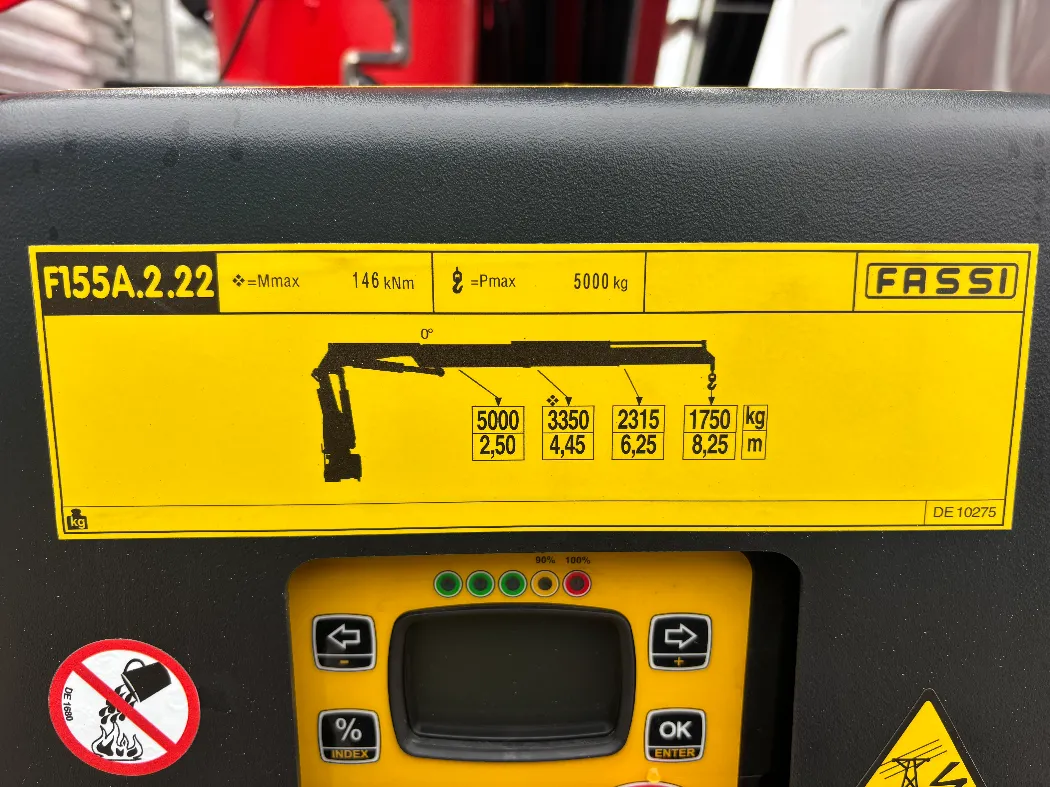 F155A.2.22 ❖=Mmax 146 kNm =Pmax 5000 kg FASSI
0°
❖
5000 3350 2315 1750 kg
2,50 4,45 6,25 8,25 m
kg DE 10275
90% 100%
-
+
% OK
INDEX ENTER
DE 1680